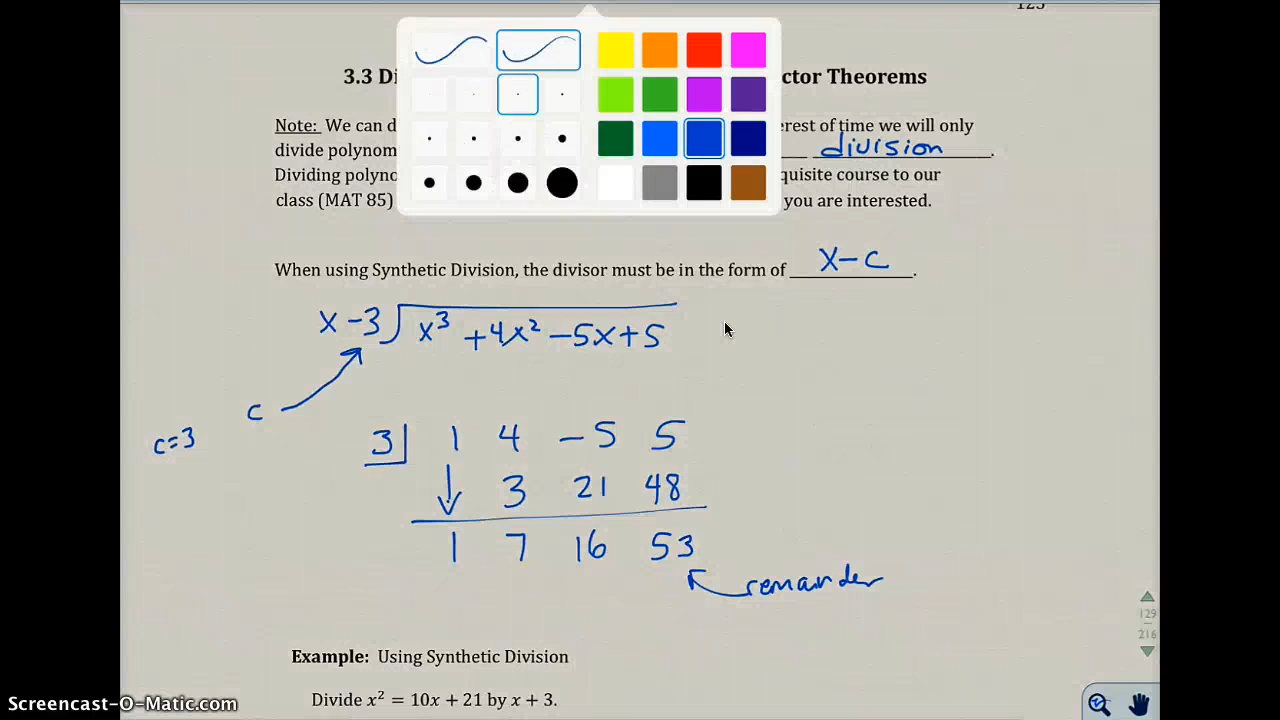 3.3 Di ctor Theorems
Note: We can d erest of time we will only
divide polynom division.
Dividing polyno quisite course to our
class (MAT 85) you are interested.
When using Synthetic Division, the divisor must be in the form of x-c.
x-3 x³ +4x² -5x+5
c
c=3
3 1 4 -5 5
3 21 48
1 7 16 53
remainder
129
216
Example: Using Synthetic Division
Divide x² = 10x + 21 by x + 3.
Screencast-O-Matic.com